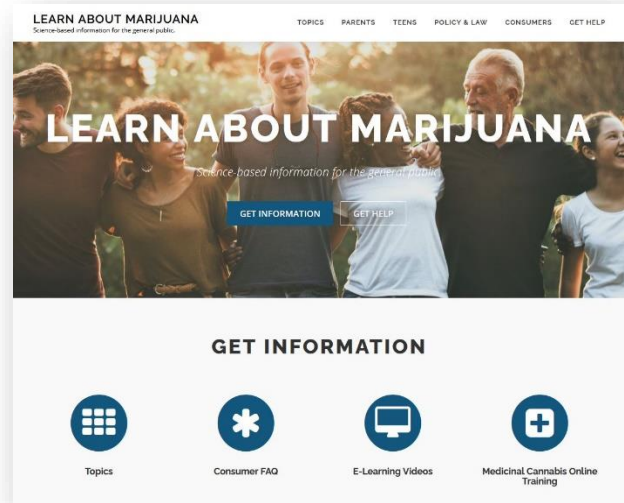 LEARN ABOUT MARIJUANA
Science-based information for the general public.
TOPICS PARENTS TEENS POLICY & LAW CONSUMERS GET HELP
LEARN ABOUT MARIJUANA
Science-based information for the general public.
GET INFORMATION GET HELP
GET INFORMATION
Topics Consumer FAQ E-Learning Videos Medicinal Cannabis Online
Training